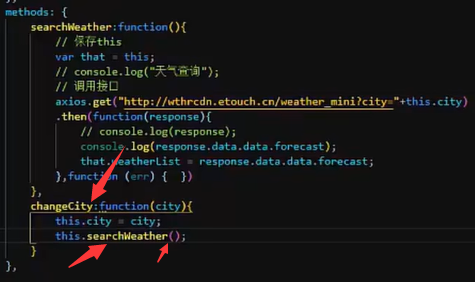 methods: {
searchWeather:function(){
// 保存this
var that = this;
// console.log("天气查询");
// 调用接口
axios.get("http://wthrcdn.etouch.cn/weather_mini?city="+this.city)
.then(function(response){
// console.log(response);
console.log(response.data.data.forecast);
that.weatherList = response.data.data.forecast;
},function (err) { })
},
changeCity:function(city){
this.city = city;
this.searchWeather();
}
},